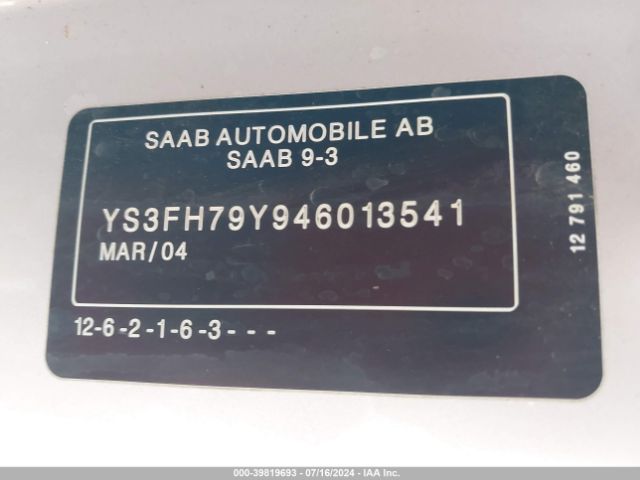 SAAB AUTOMOBILE AB
SAAB 9-3
YS3FH79Y946013541
MAR/04
12-6-2-1-6-3---
12 791 460
000-39819693 - 07/16/2024 - IAA Inc.